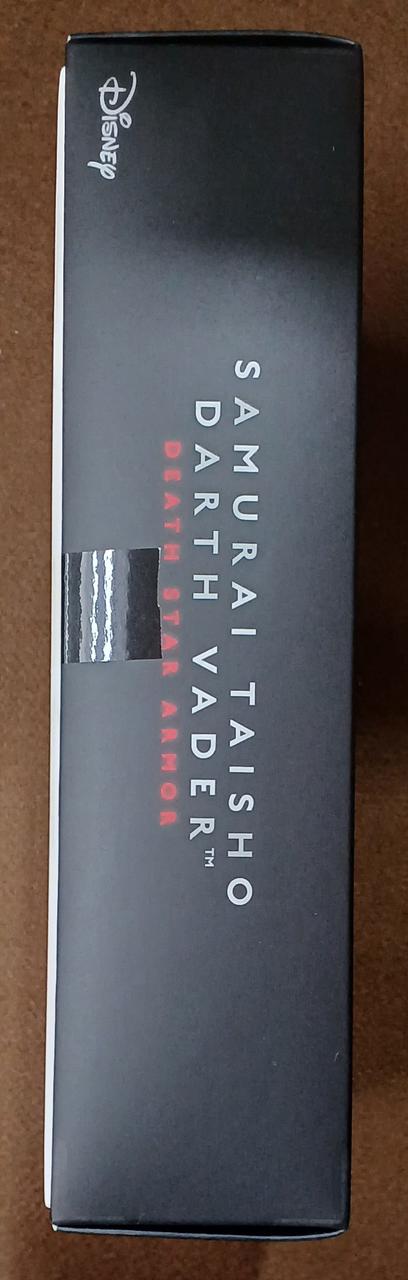 Disney
SAMURAI TAISHO
DARTH VADER™
DEATH STAR ARMOR